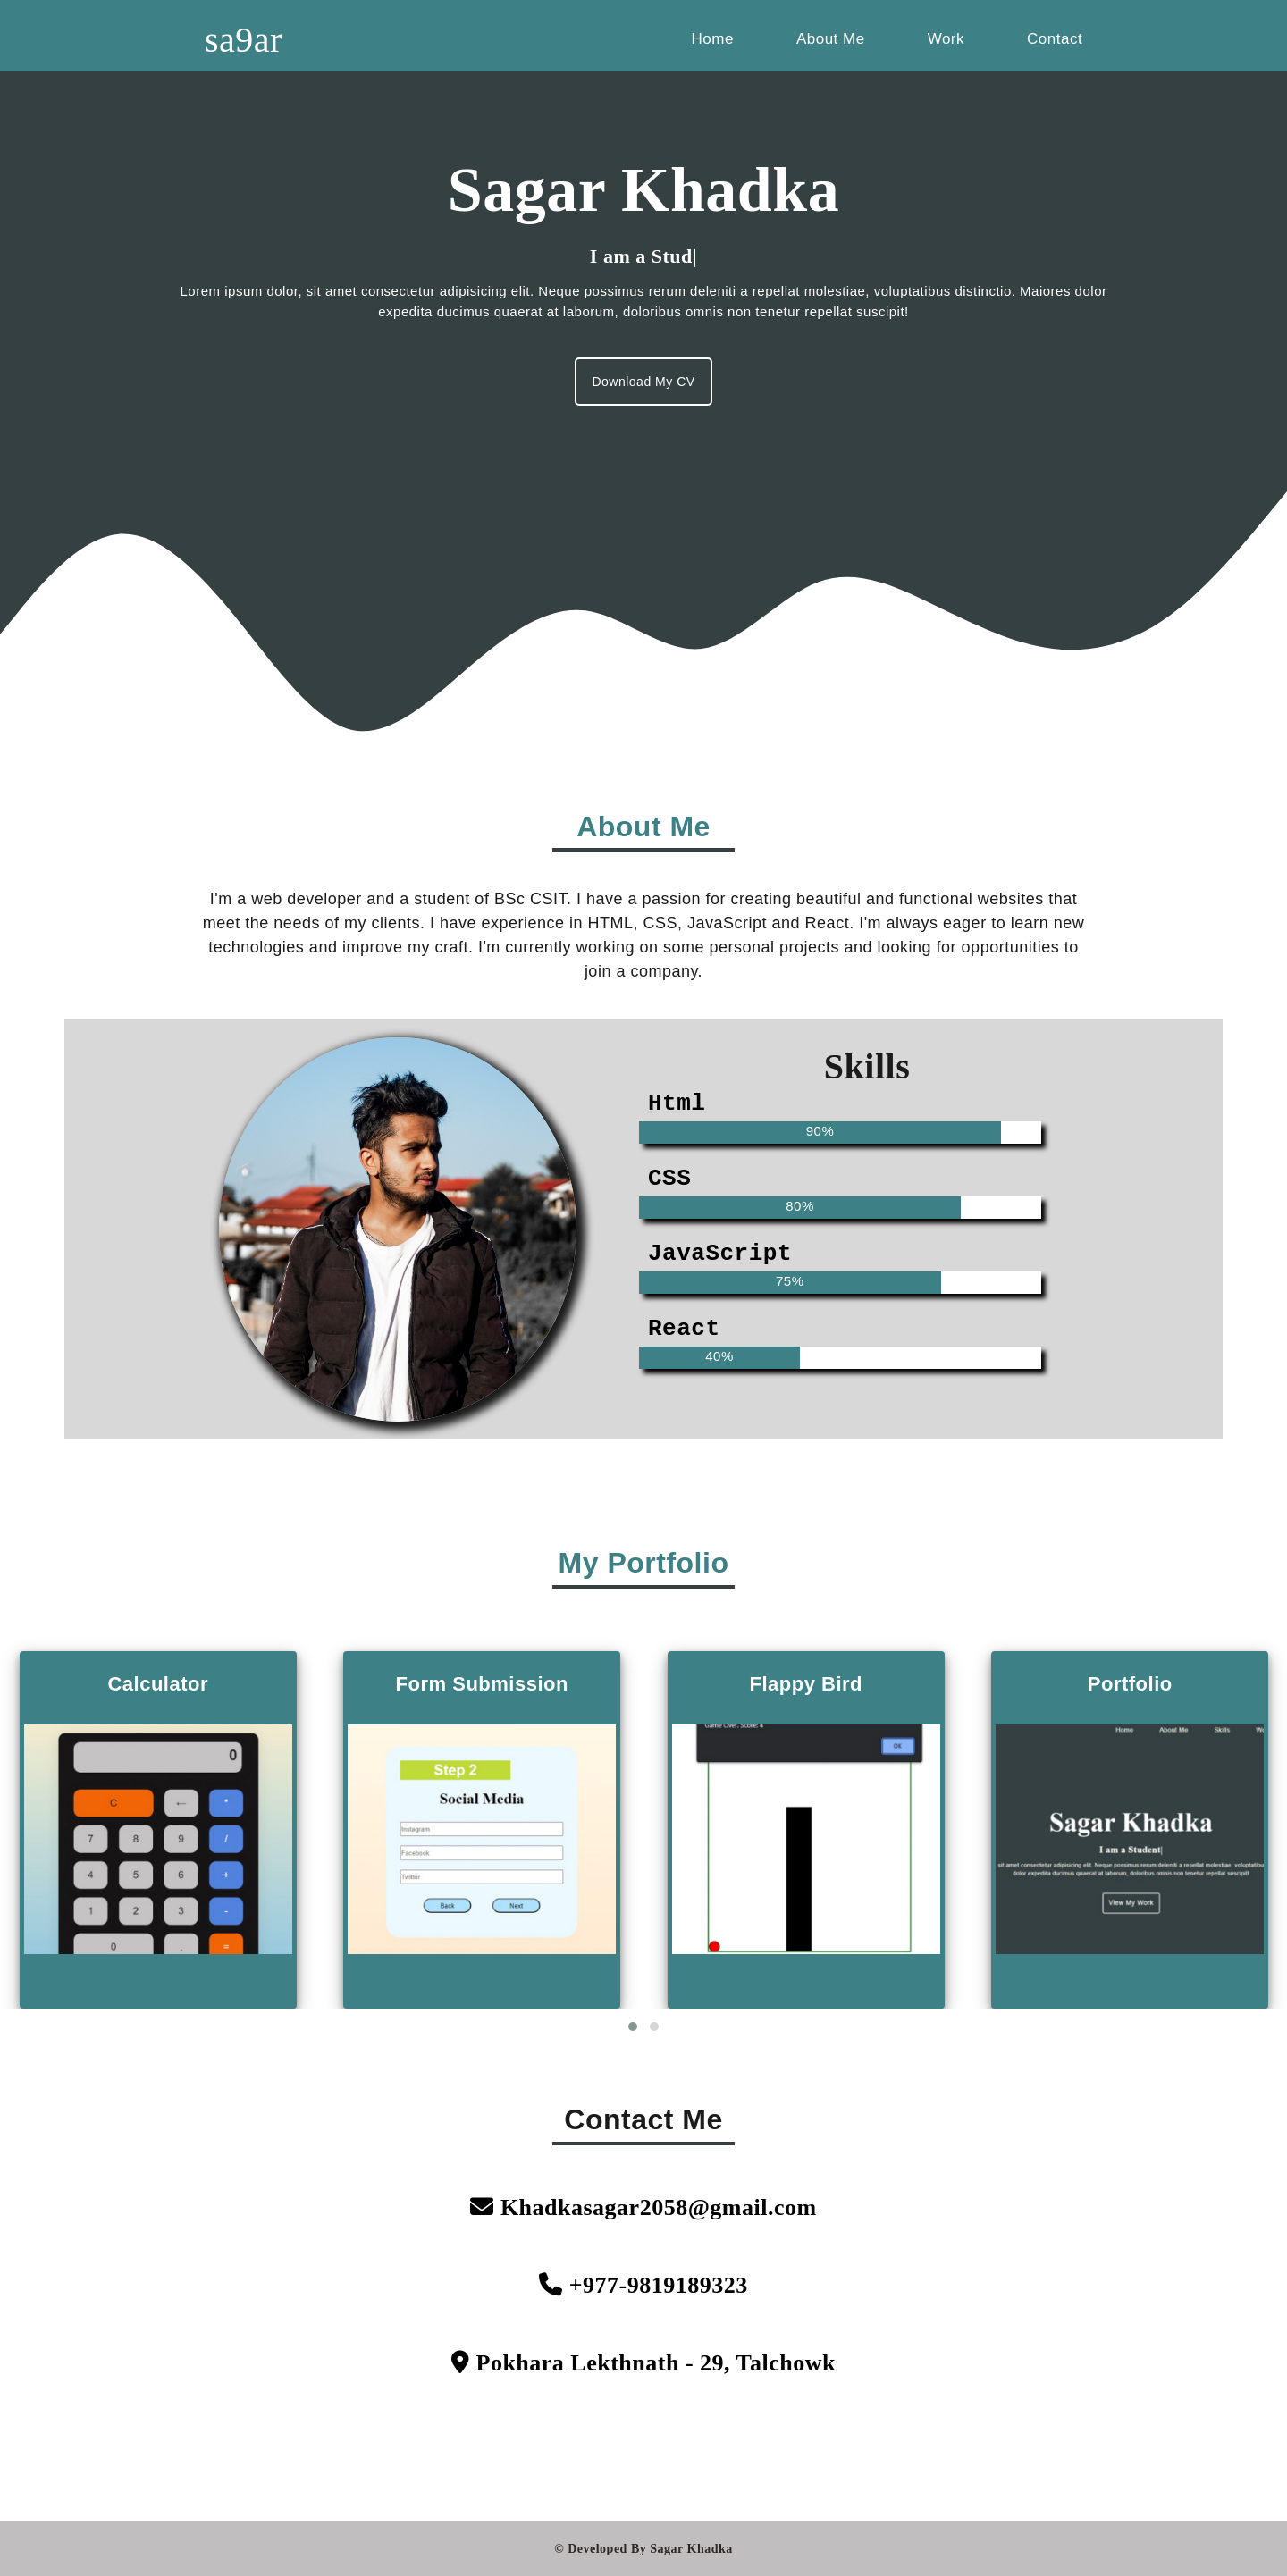 sa9ar
Home About Me Work Contact
Sagar Khadka
I am a Stud|
Lorem ipsum dolor, sit amet consectetur adipisicing elit. Neque possimus rerum deleniti a repellat molestiae, voluptatibus distinctio. Maiores dolor
expedita ducimus quaerat at laborum, doloribus omnis non tenetur repellat suscipit!
Download My CV
About Me
I'm a web developer and a student of BSc CSIT. I have a passion for creating beautiful and functional websites that
meet the needs of my clients. I have experience in HTML, CSS, JavaScript and React. I'm always eager to learn new
technologies and improve my craft. I'm currently working on some personal projects and looking for opportunities to
join a company.
Skills
Html
90%
CSS
80%
JavaScript
75%
React
40%
My Portfolio
Calculator
0
C ← *
7 8 9 /
4 5 6 +
1 2 3 -
0 . =
Form Submission
Step 2
Social Media
Instagram
Facebook
Twitter
Back Next
Flappy Bird
Game Over. Score: 4
OK
Portfolio
Home About Me Skills
Sagar Khadka
I am a Student|
sit amet consectetur adipisicing elit. Neque possimus rerum deleniti a repellat molestiae,
dolor expedita ducimus quaerat at laborum, doloribus omnis non tenetur repellat suscipit!
View My Work
Contact Me
Khadkasagar2058@gmail.com
+977-9819189323
Pokhara Lekthnath - 29, Talchowk
© Developed By Sagar Khadka